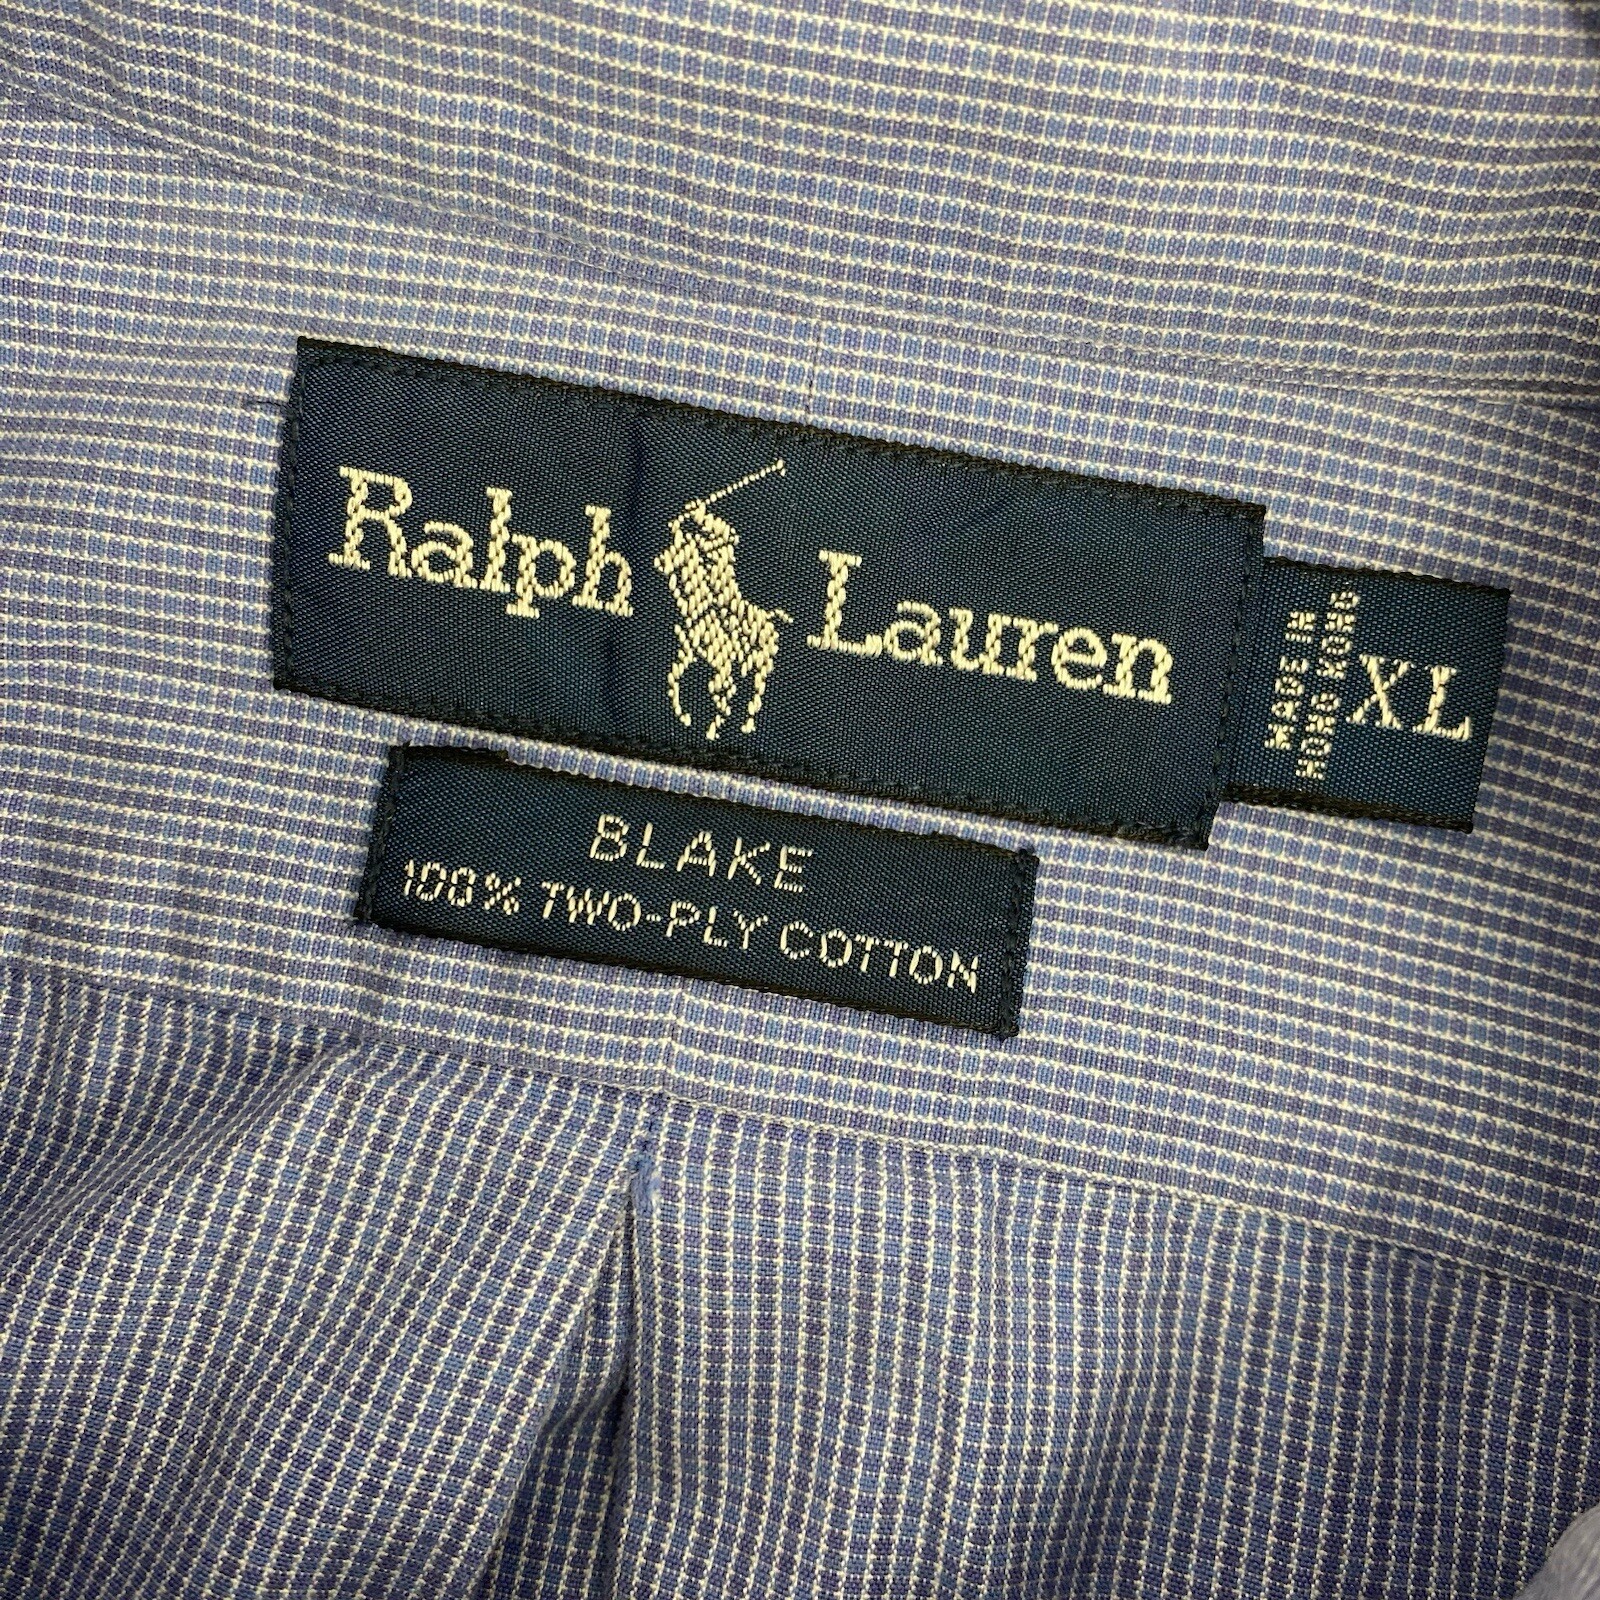 Ralph Lauren
MADE IN
HONG KONG
XL
BLAKE
100% TWO-PLY COTTON